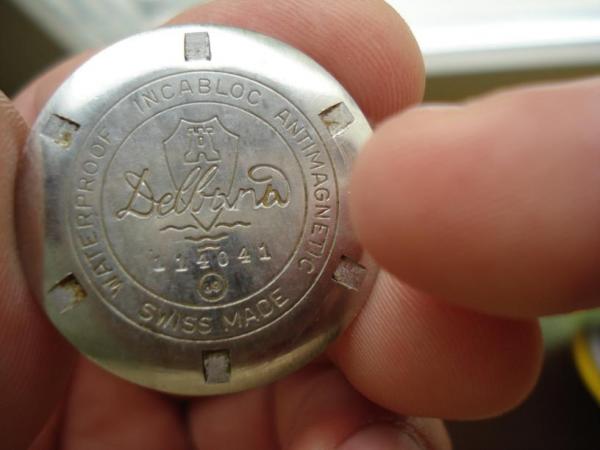 WATERPROOF INCABLOC ANTIMAGNETIC
Delbana
114041
SWISS MADE